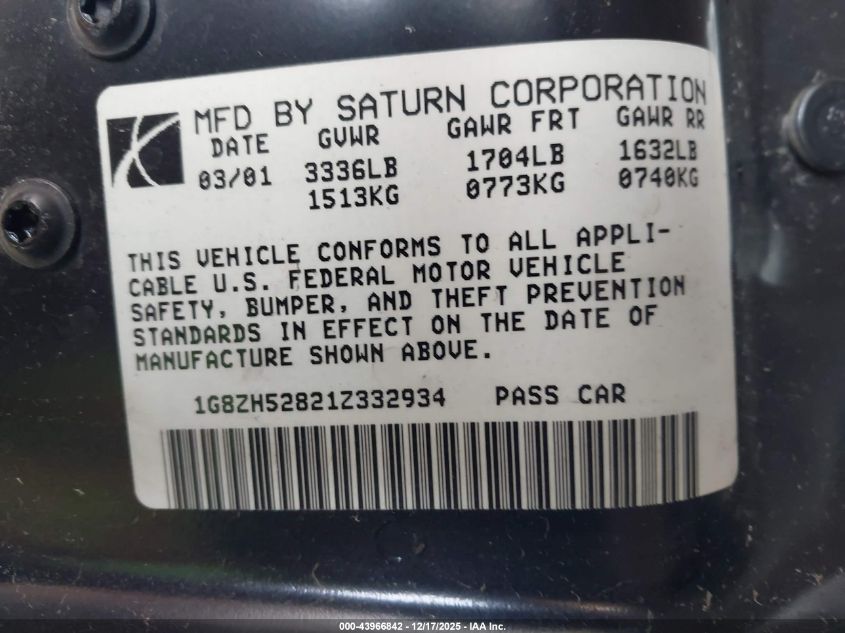 MFD BY SATURN CORPORATION
DATE GVWR GAWR FRT GAWR RR
03/01 3336LB 1704LB 1632LB
1513KG 0773KG 0740KG
THIS VEHICLE CONFORMS TO ALL APPLI-
CABLE U.S. FEDERAL MOTOR VEHICLE
SAFETY, BUMPER, AND THEFT PREVENTION
STANDARDS IN EFFECT ON THE DATE OF
MANUFACTURE SHOWN ABOVE.
1G8ZH52821Z332934 PASS CAR
000-43966842 - 12/17/2025 - IAA Inc.